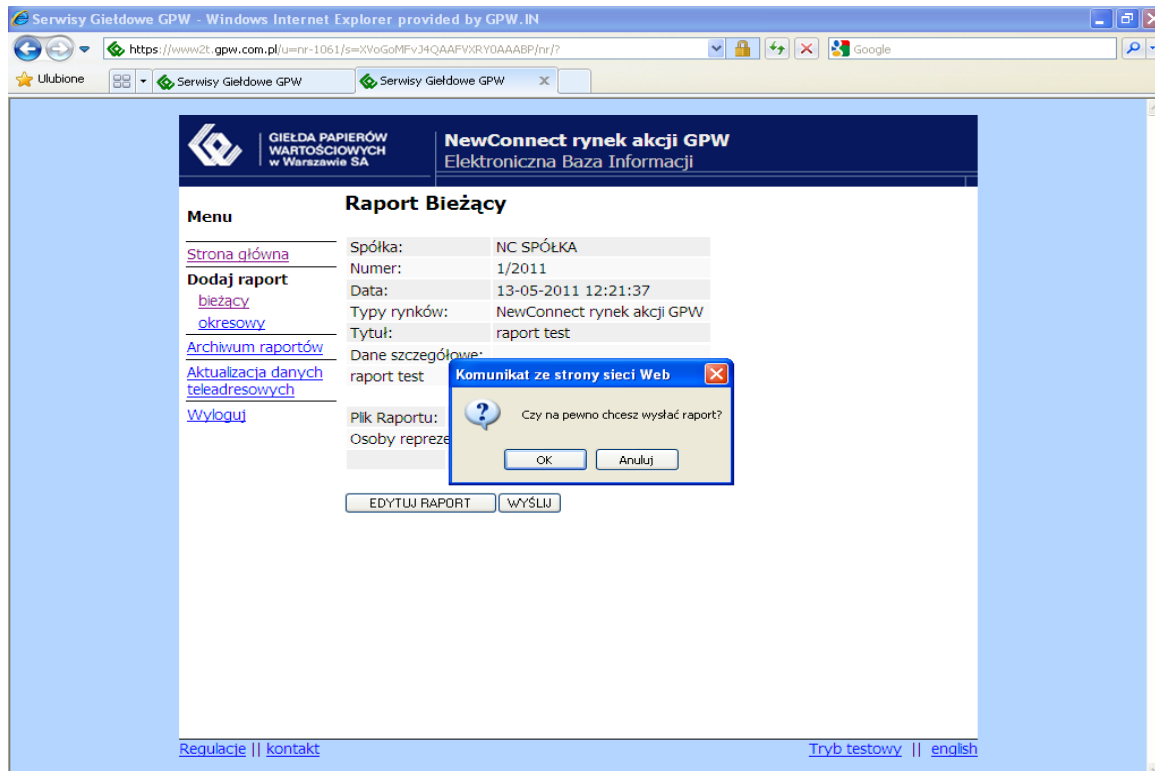 Serwisy Giełdowe GPW - Windows Internet Explorer provided by GPW.IN
https://www2t.gpw.com.pl/u=nr-1061/s=XVoGoMFvJ4QAAFVXRY0AAABP/nr/?
Google
Ulubione
Serwisy Giełdowe GPW
Serwisy Giełdowe GPW
GIEŁDA PAPIERÓW
WARTOŚCIOWYCH
w Warszawie SA
NewConnect rynek akcji GPW
Elektroniczna Baza Informacji
Menu
Strona główna
Dodaj raport
bieżący
okresowy
Archiwum raportów
Aktualizacja danych
teleadresowych
Wyloguj
Raport Bieżący
Spółka: NC SPÓŁKA
Numer: 1/2011
Data: 13-05-2011 12:21:37
Typy rynków: NewConnect rynek akcji GPW
Tytuł: raport test
Dane szczegółowe:
raport test
Plik Raportu:
Osoby repreze
Komunikat ze strony sieci Web
Czy na pewno chcesz wysłać raport?
OK Anuluj
EDYTUJ RAPORT WYŚLIJ
Regulacje || kontakt
Tryb testowy || english